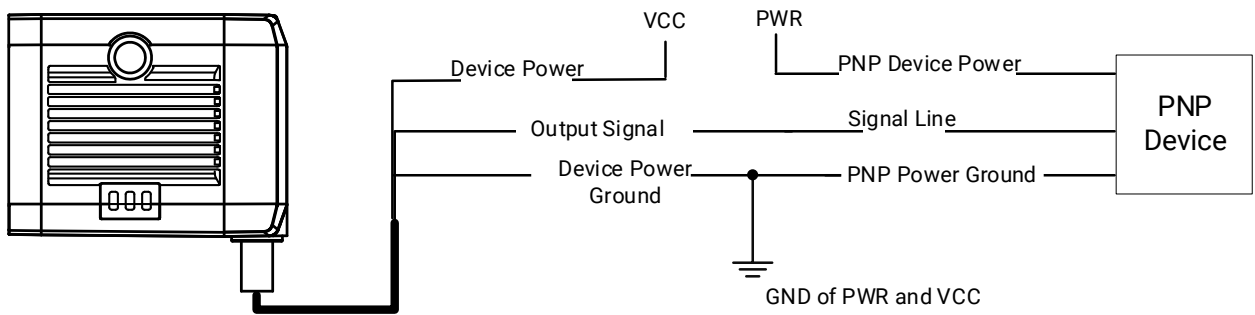 VCC
PWR
Device Power
PNP Device Power
PNP
Device
Output Signal
Signal Line
Device Power
Ground
PNP Power Ground
GND of PWR and VCC